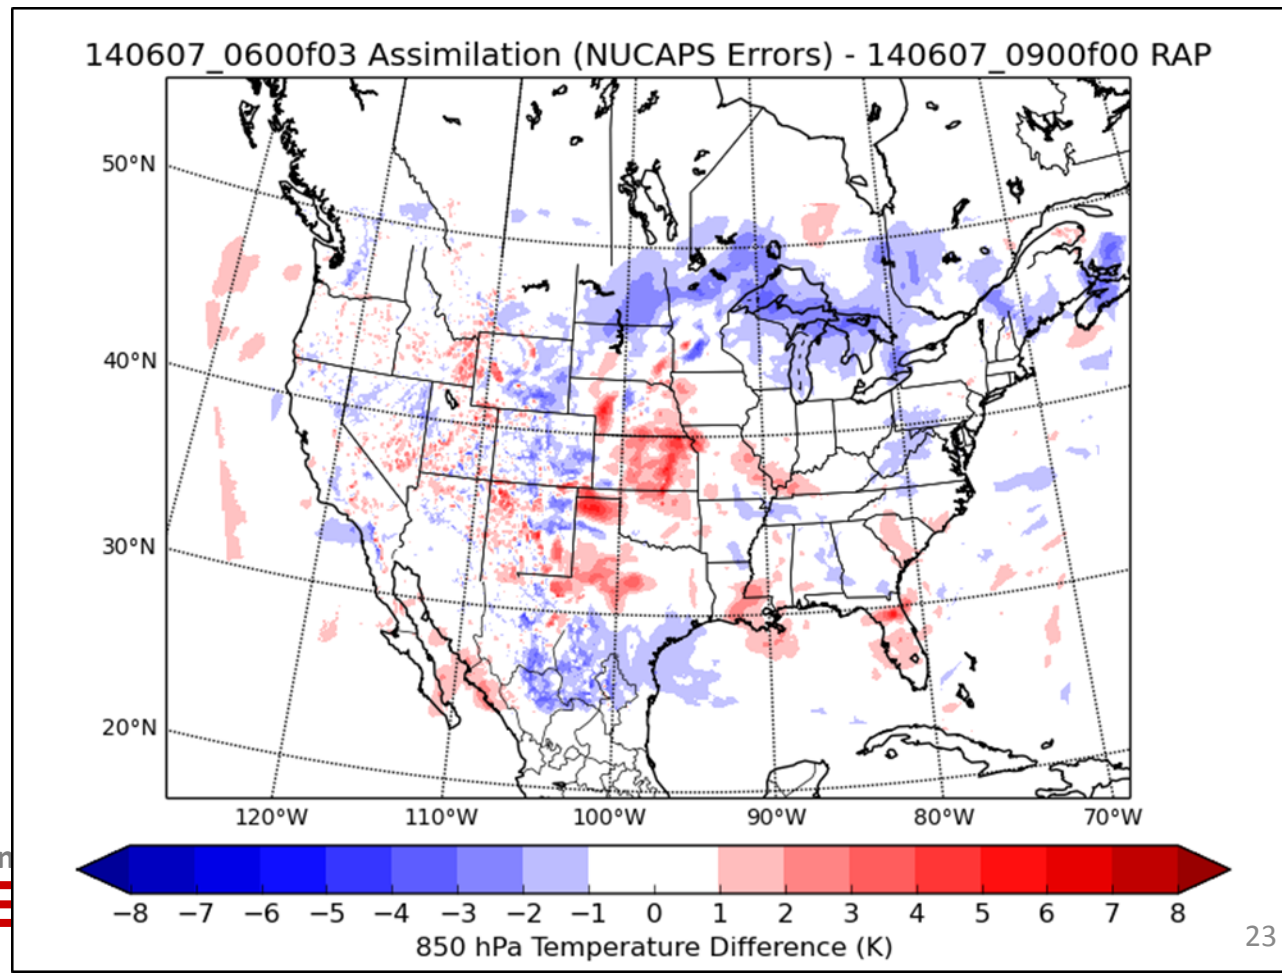 140607_0600f03 Assimilation (NUCAPS Errors) - 140607_0900f00 RAP
50°N
40°N
30°N
20°N
120°W 110°W 100°W 90°W 80°W 70°W
−8 −7 −6 −5 −4 −3 −2 −1 0 1 2 3 4 5 6 7 8
850 hPa Temperature Difference (K)
23